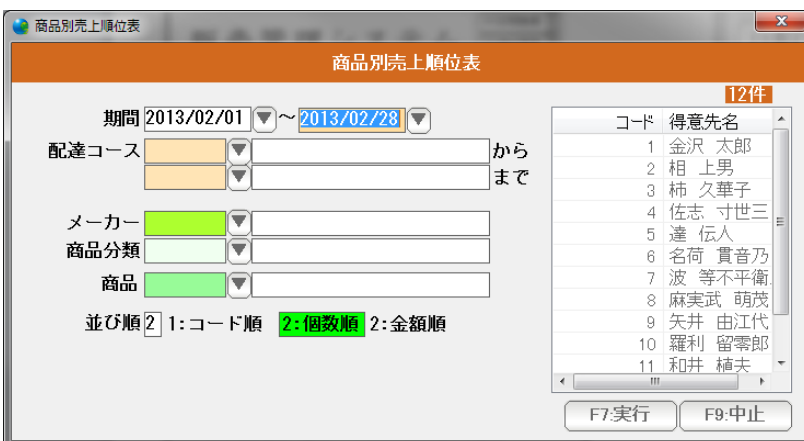 商品別売上順位表
商品別売上順位表
12件
期間 2013/02/01 ～ 2013/02/28
配達コース から
まで
メーカー
商品分類
商品
並び順 2 1:コード順 2:個数順 2:金額順
コード 得意先名
1 金沢 太郎
2 相 上男
3 柿 久華子
4 佐志 寸世三
5 達 伝人
6 名荷 貫音乃
7 波 等不平衛
8 麻実武 萌茂
9 矢井 由江代
10 羅利 留零郎
11 和井 植夫
F7:実行 F9:中止